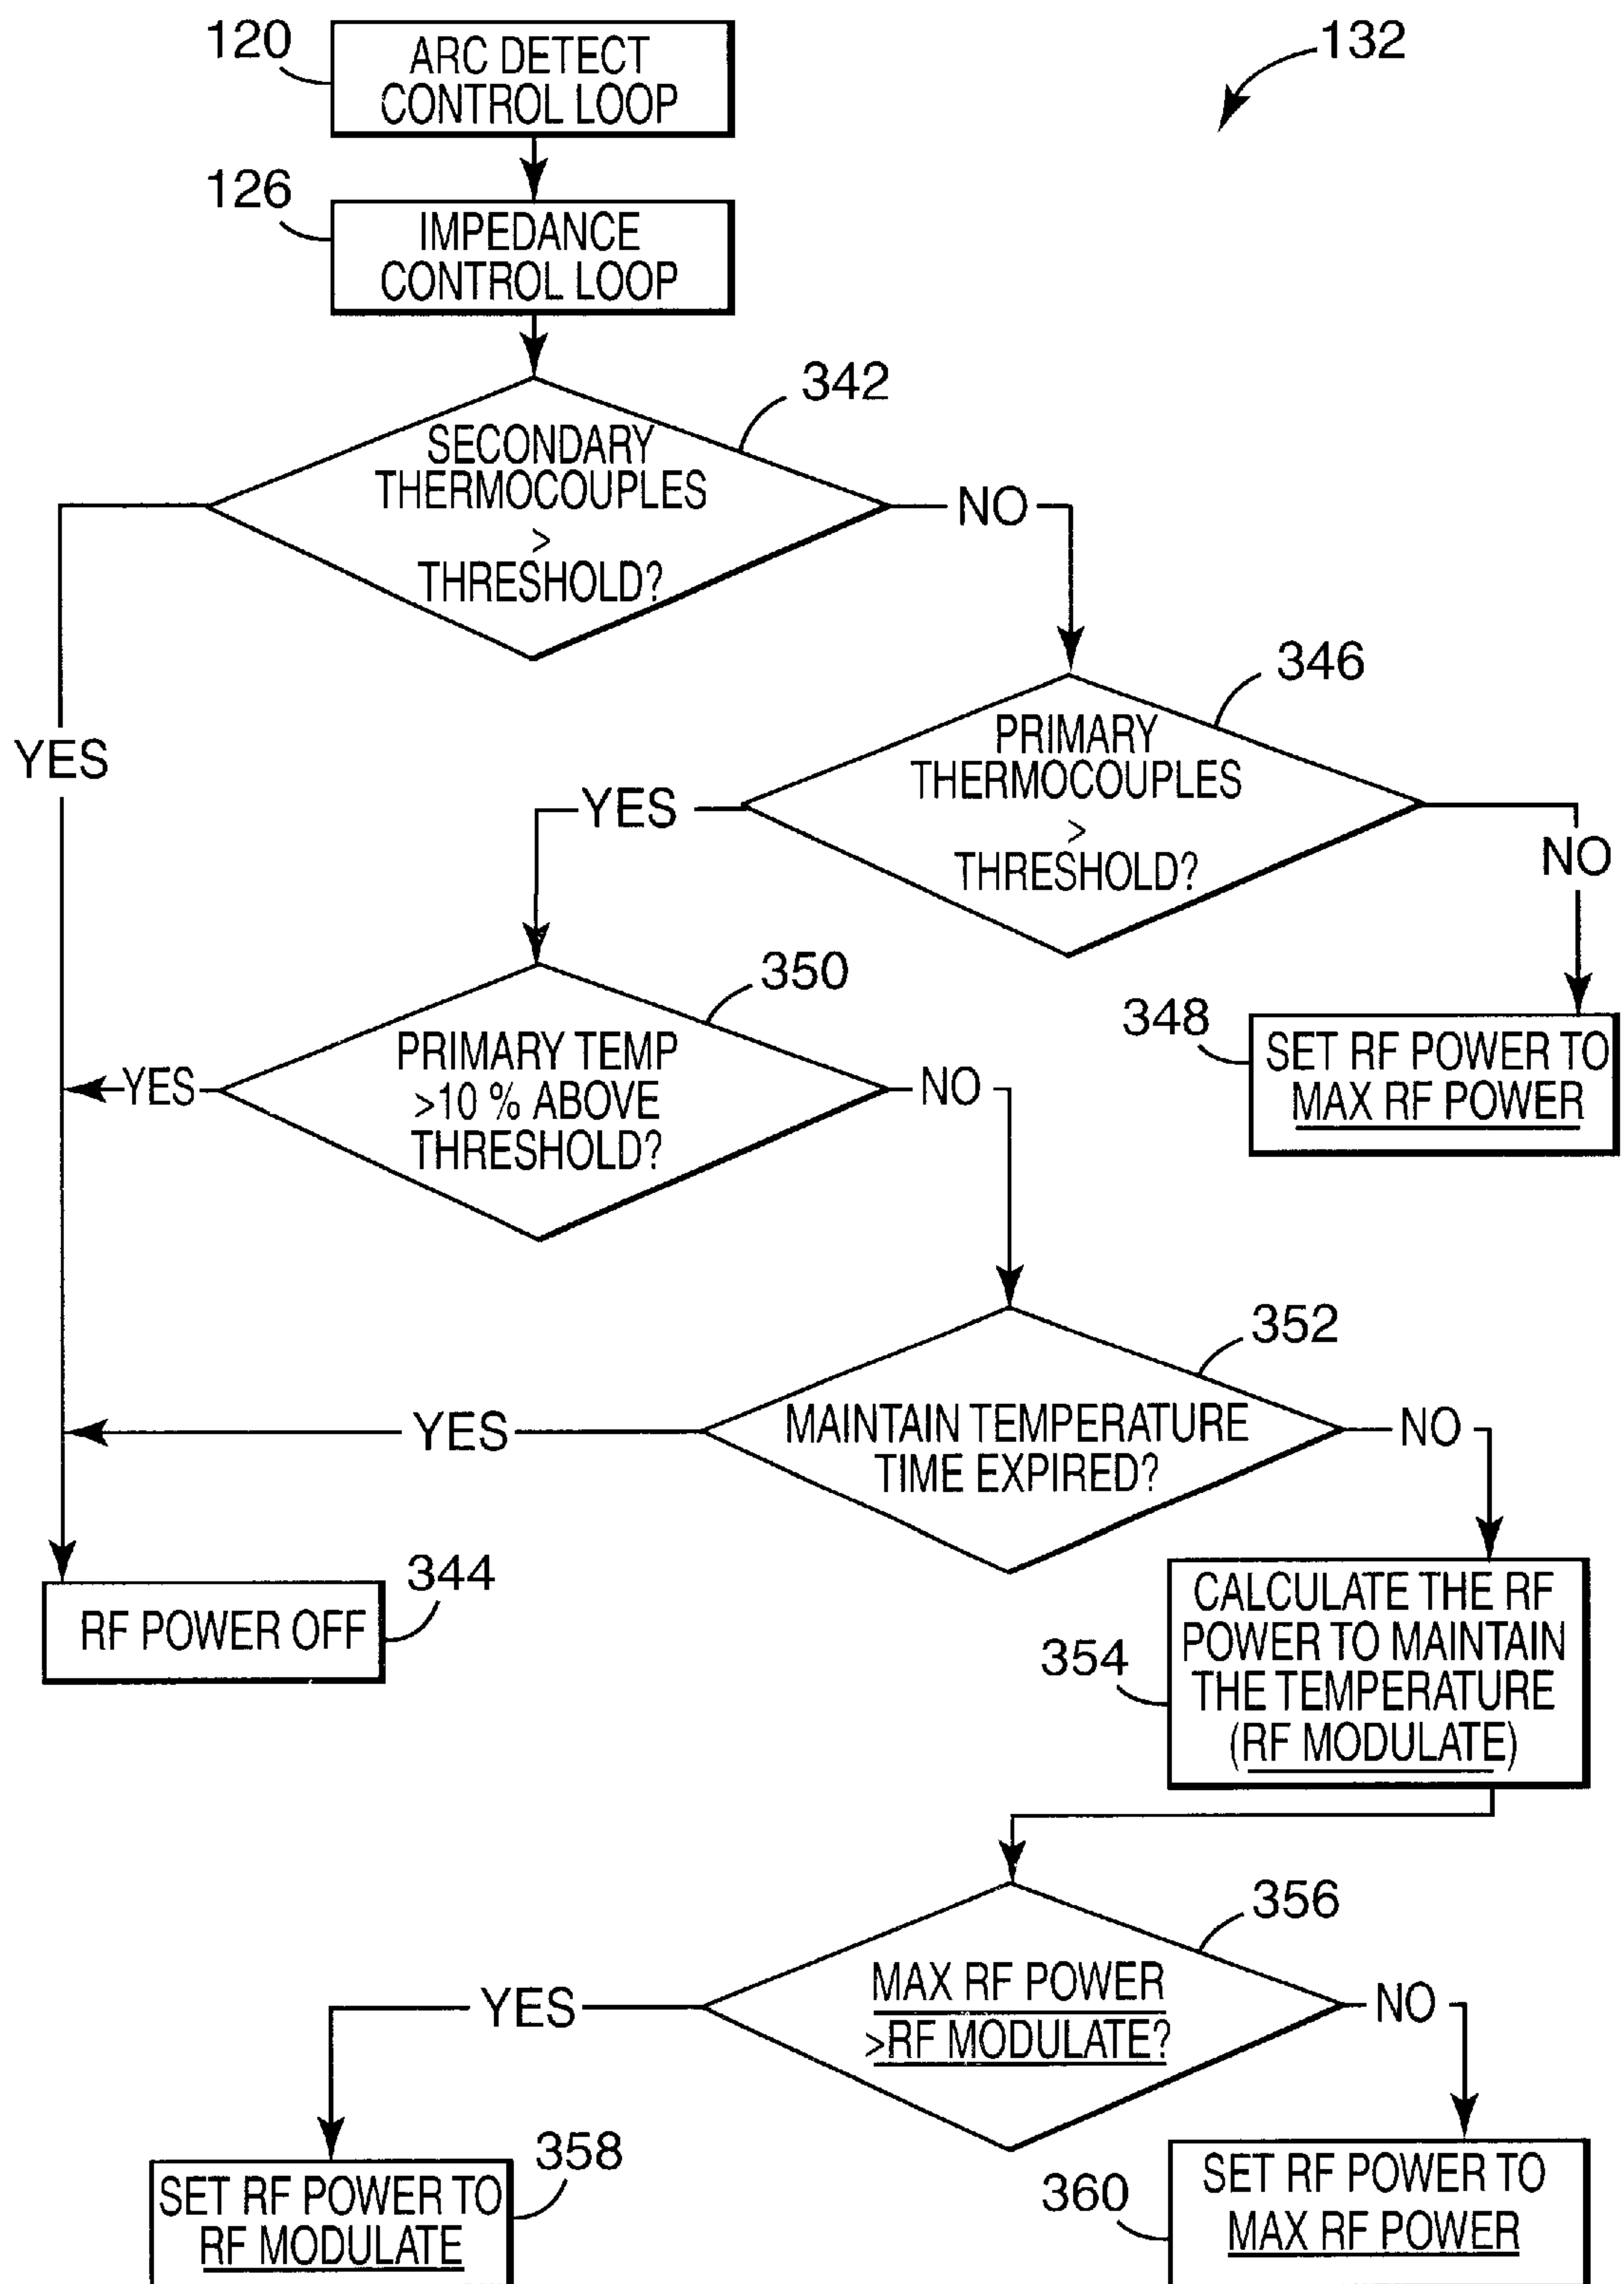 120
ARC DETECT
CONTROL LOOP
132
126
IMPEDANCE
CONTROL LOOP
342
SECONDARY
THERMOCOUPLES
>
THRESHOLD?
NO
YES
346
PRIMARY
THERMOCOUPLES
>
THRESHOLD?
YES
NO
350
PRIMARY TEMP
>10 % ABOVE
THRESHOLD?
YES
NO
348
SET RF POWER TO
MAX RF POWER
352
MAINTAIN TEMPERATURE
TIME EXPIRED?
YES
NO
344
RF POWER OFF
354
CALCULATE THE RF
POWER TO MAINTAIN
THE TEMPERATURE
(RF MODULATE)
356
MAX RF POWER
>RF MODULATE?
YES
NO
358
SET RF POWER TO
RF MODULATE
360
SET RF POWER TO
MAX RF POWER